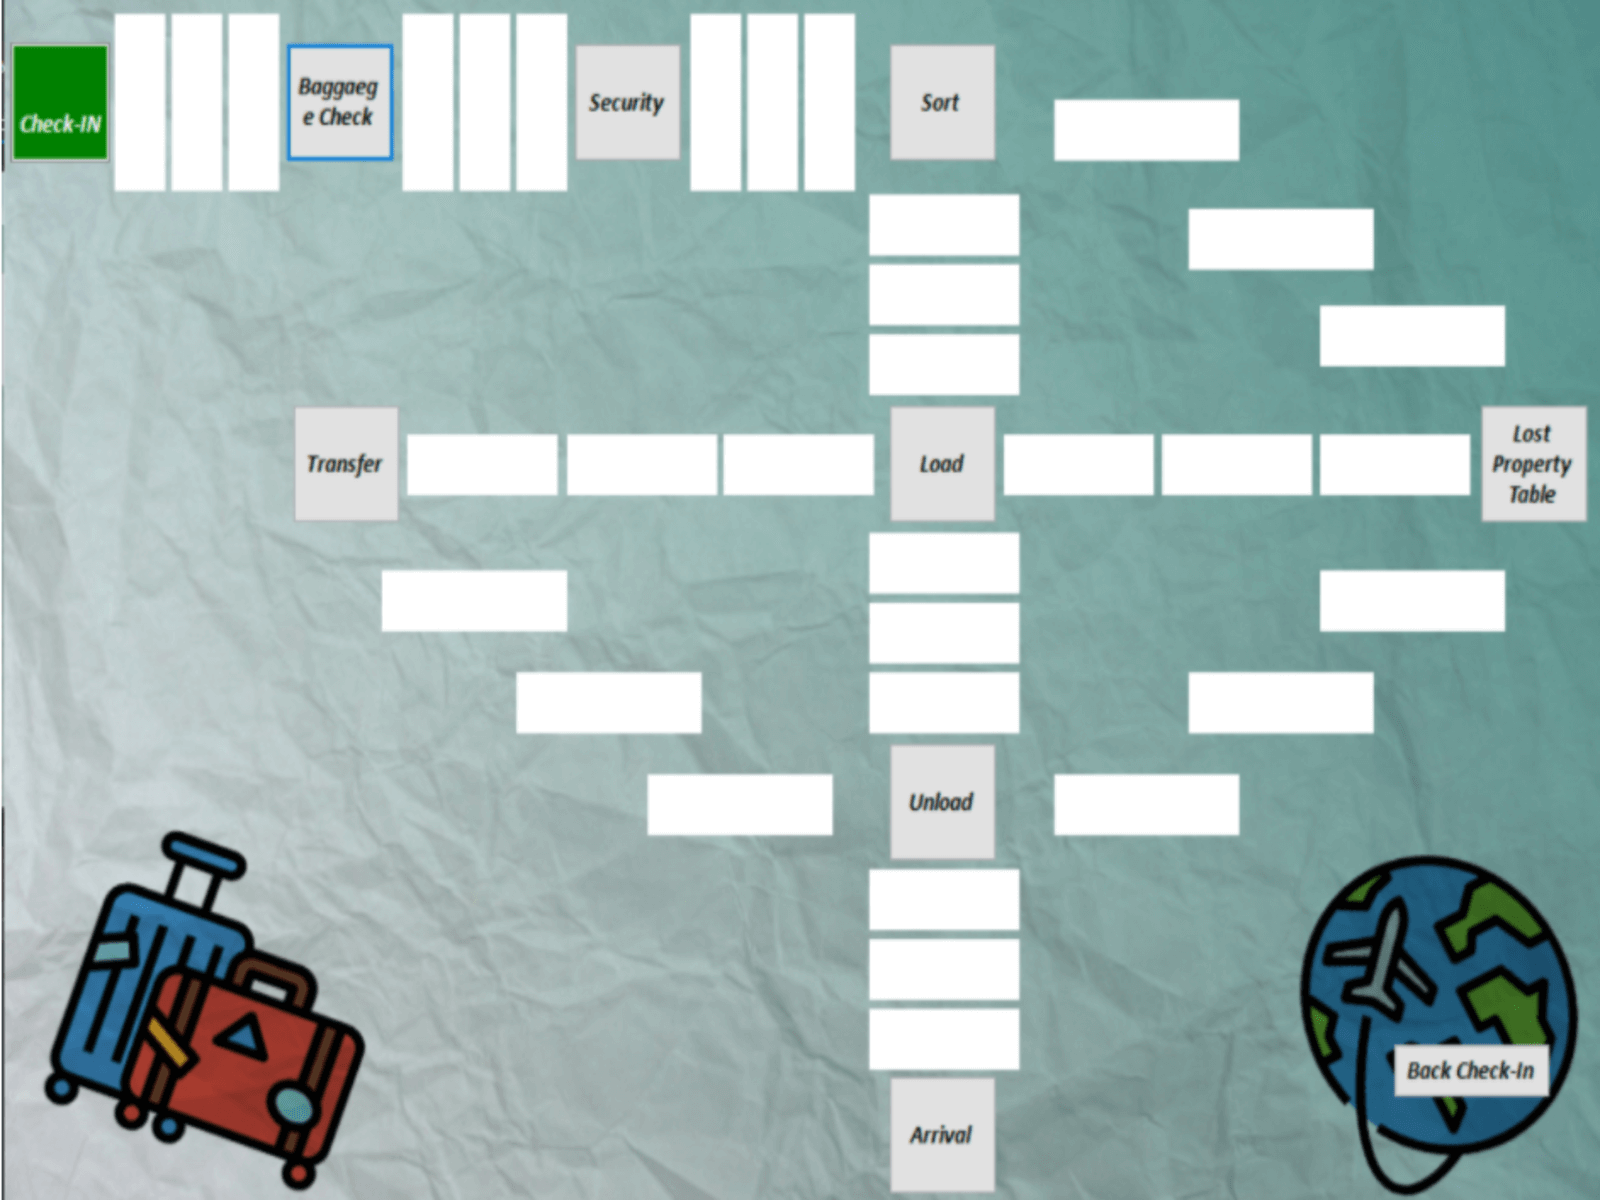 Check-IN
Baggaeg
e Check
Security
Sort
Transfer
Load
Lost
Property
Table
Unload
Back Check-In
Arrival